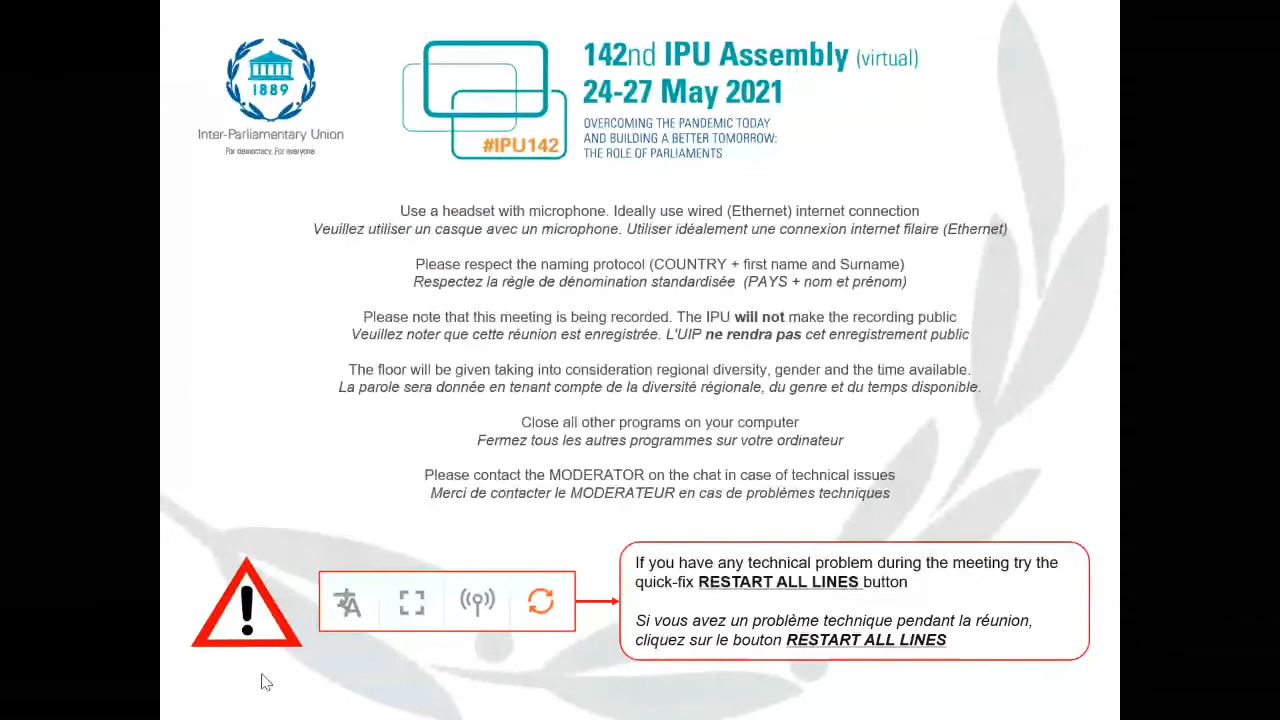 1889
Inter-Parliamentary Union
For democracy. For everyone.
#IPU142
142nd IPU Assembly (virtual)
24-27 May 2021
OVERCOMING THE PANDEMIC TODAY
AND BUILDING A BETTER TOMORROW:
THE ROLE OF PARLIAMENTS
Use a headset with microphone. Ideally use wired (Ethernet) internet connection
Veuillez utiliser un casque avec un microphone. Utiliser idéalement une connexion internet filaire (Ethernet)
Please respect the naming protocol (COUNTRY + first name and Surname)
Respectez la règle de dénomination standardisée (PAYS + nom et prénom)
Please note that this meeting is being recorded. The IPU will not make the recording public
Veuillez noter que cette réunion est enregistrée. L'UIP ne rendra pas cet enregistrement public
The floor will be given taking into consideration regional diversity, gender and the time available.
La parole sera donnée en tenant compte de la diversité régionale, du genre et du temps disponible.
Close all other programs on your computer
Fermez tous les autres programmes sur votre ordinateur
Please contact the MODERATOR on the chat in case of technical issues
Merci de contacter le MODERATEUR en cas de problèmes techniques
If you have any technical problem during the meeting try the
quick-fix RESTART ALL LINES button
Si vous avez un problème technique pendant la réunion,
cliquez sur le bouton RESTART ALL LINES